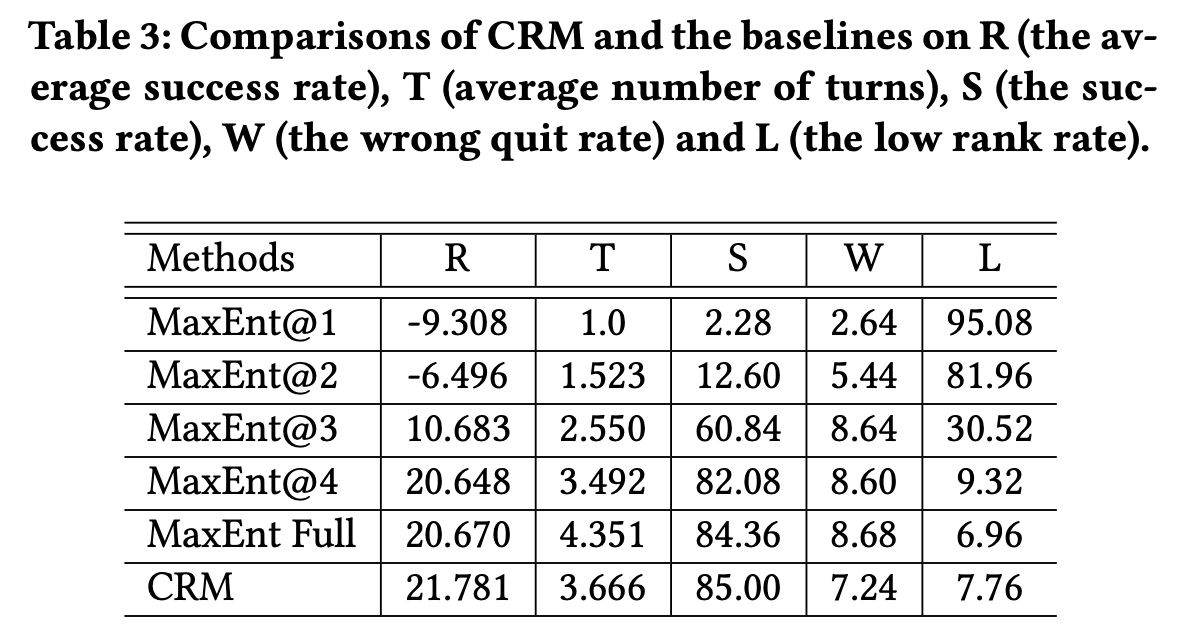 Table 3: Comparisons of CRM and the baselines on R (the av-
erage success rate), T (average number of turns), S (the suc-
cess rate), W (the wrong quit rate) and L (the low rank rate).
Methods R T S W L
MaxEnt@1 -9.308 1.0 2.28 2.64 95.08
MaxEnt@2 -6.496 1.523 12.60 5.44 81.96
MaxEnt@3 10.683 2.550 60.84 8.64 30.52
MaxEnt@4 20.648 3.492 82.08 8.60 9.32
MaxEnt Full 20.670 4.351 84.36 8.68 6.96
CRM 21.781 3.666 85.00 7.24 7.76